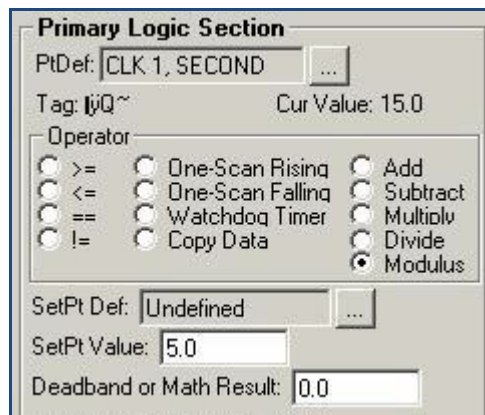 Primary Logic Section
PtDef: CLK 1, SECOND ...
Tag: Cur Value: 15.0
Operator
>= One-Scan Rising Add
<= One-Scan Falling Subtract
== Watchdog Timer Multiply
!= Copy Data Divide
Modulus
SetPt Def: Undefined ...
SetPt Value: 5.0
Deadband or Math Result: 0.0